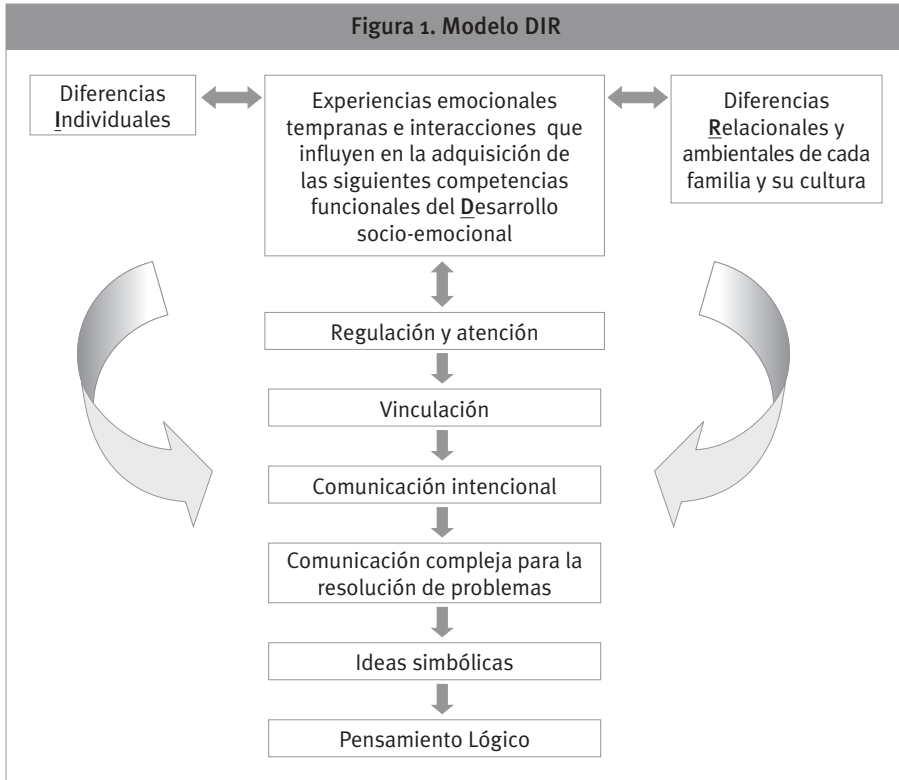 Figura 1. Modelo DIR
Diferencias
Individuales
Experiencias emocionales
tempranas e interacciones que
influyen en la adquisición de
las siguientes competencias
funcionales del Desarrollo
socio-emocional
Diferencias
Relacionales y
ambientales de cada
familia y su cultura
Regulación y atención
Vinculación
Comunicación intencional
Comunicación compleja para la
resolución de problemas
Ideas simbólicas
Pensamiento Lógico